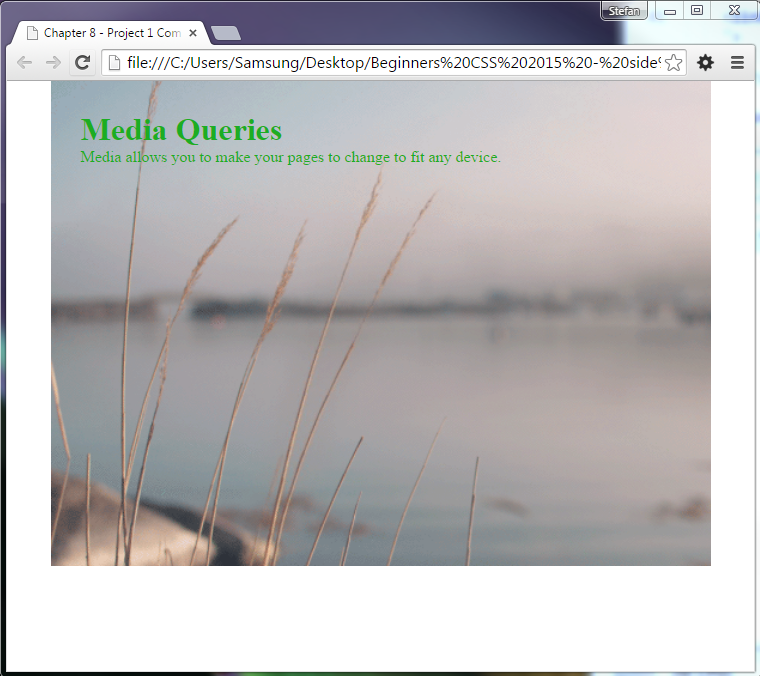 Stefan
Chapter 8 - Project 1 Com
file:///C:/Users/Samsung/Desktop/Beginners%20CSS%202015%20-%20side%
Media Queries
Media allows you to make your pages to change to fit any device.